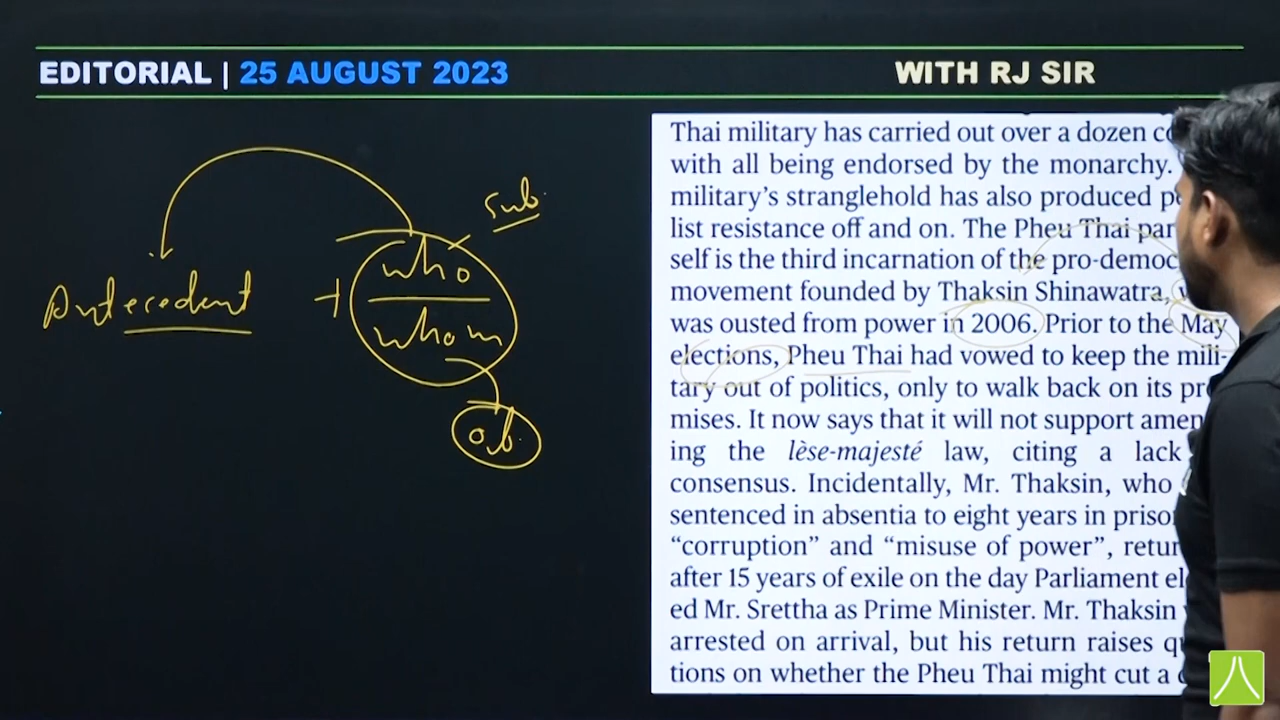 EDITORIAL | 25 AUGUST 2023
WITH RJ SIR
sub.
who
Antecedent +
whom
ob.
Thai military has carried out over a dozen
with all being endorsed by the monarchy.
military’s stranglehold has also produced
list resistance off and on. The Pheu Thai
self is the third incarnation of the
movement founded by Thaksin Shinawatra,
was ousted from power in 2006. Prior to the May
elections, Pheu Thai had vowed to keep the mili-
tary out of politics, only to walk back on its
mises. It now says that it will not support
ing the lèse-majesté law, citing a lack
consensus. Incidentally, Mr. Thaksin, who
sentenced in absentia to eight years in
“corruption” and “misuse of power”,
after 15 years of exile on the day Parliament
ed Mr. Srettha as Prime Minister. Mr. Thaksin
arrested on arrival, but his return raises
tions on whether the Pheu Thai might cut a